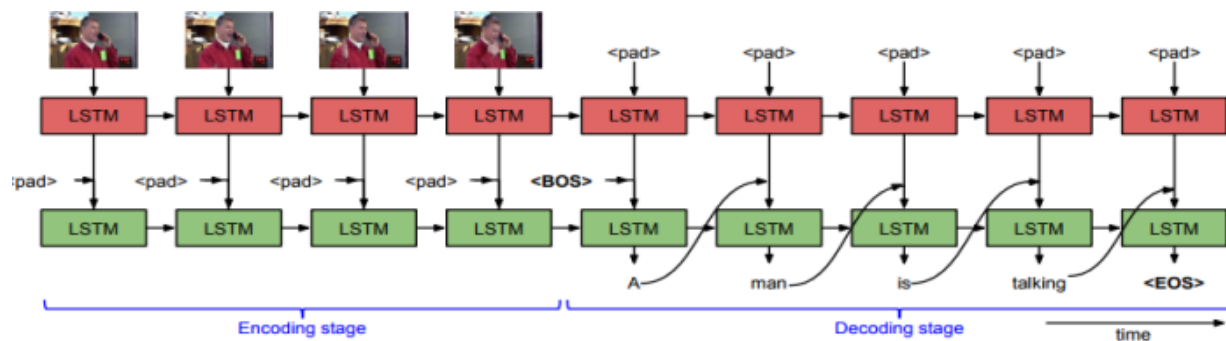 <pad> <pad> <pad> <pad> <pad>
LSTM LSTM LSTM LSTM LSTM LSTM LSTM LSTM LSTM
<pad> <pad> <pad> <pad> <BOS>
LSTM LSTM LSTM LSTM LSTM LSTM LSTM LSTM LSTM
A man is talking <EOS>
Encoding stage Decoding stage
time